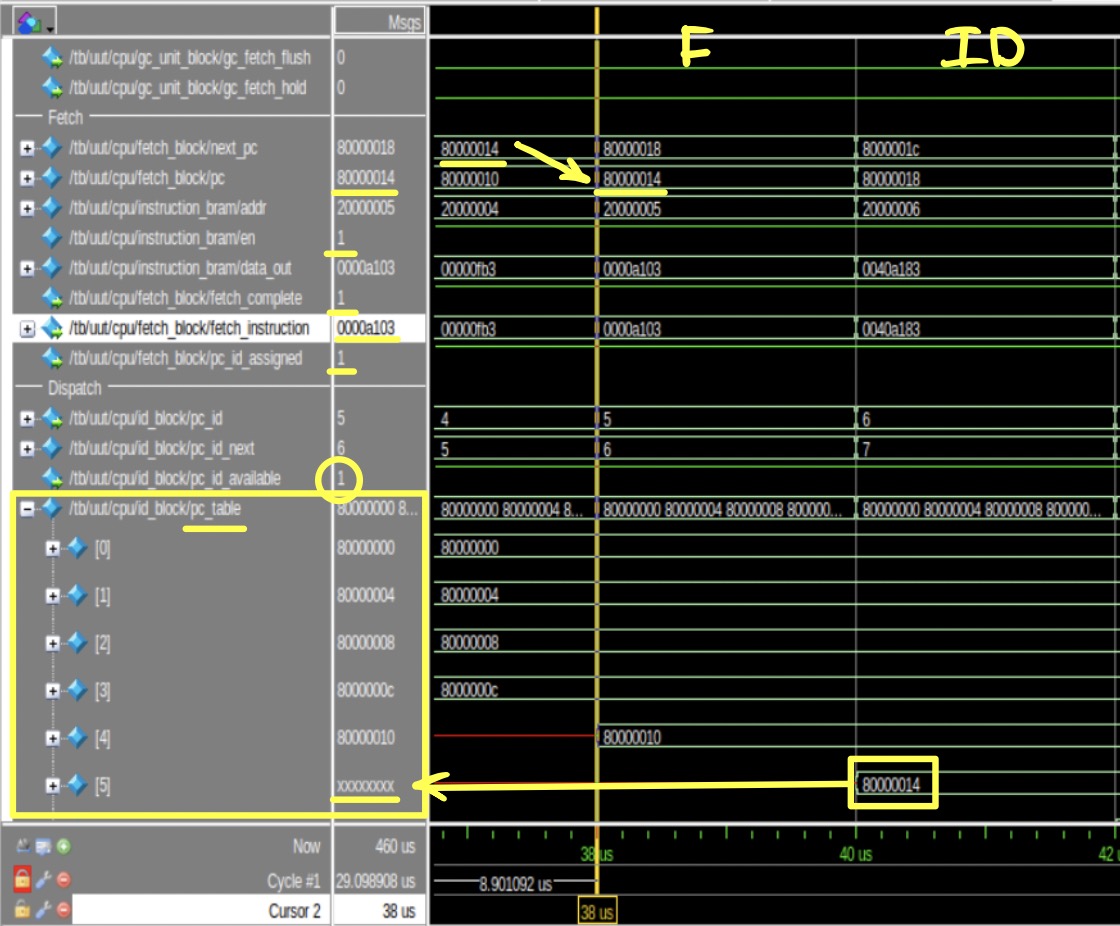 Msgs F ID
/tb/uut/cpu/gc_unit_block/gc_fetch_flush 0
/tb/uut/cpu/gc_unit_block/gc_fetch_hold 0
Fetch
/tb/uut/cpu/fetch_block/next_pc 80000018 80000014 80000018 8000001c
/tb/uut/cpu/fetch_block/pc 80000014 80000010 80000014 80000018
/tb/uut/cpu/instruction_bram/addr 20000005 20000004 20000005 20000006
/tb/uut/cpu/instruction_bram/en 1
/tb/uut/cpu/instruction_bram/data_out 0000a103 00000fb3 0000a103 0040a183
/tb/uut/cpu/fetch_block/fetch_complete 1
/tb/uut/cpu/fetch_block/fetch_instruction 0000a103 00000fb3 0000a103 0040a183
/tb/uut/cpu/fetch_block/pc_id_assigned 1
Dispatch
/tb/uut/cpu/id_block/pc_id 5 4 5 6
/tb/uut/cpu/id_block/pc_id_next 6 5 6 7
/tb/uut/cpu/id_block/pc_id_available 1
/tb/uut/cpu/id_block/pc_table 80000000 8... 80000000 80000004 8... 80000000 80000004 80000008 800000... 80000000 80000004 80000008 800000...
[0] 80000000 80000000
[1] 80000004 80000004
[2] 80000008 80000008
[3] 8000000c 8000000c
[4] 80000010 80000010
[5] xxxxxxxx 80000014
Now 460 us 38 us 40 us 42
Cycle #1 29.098908 us 8.901092 us
Cursor 2 38 us 38 us